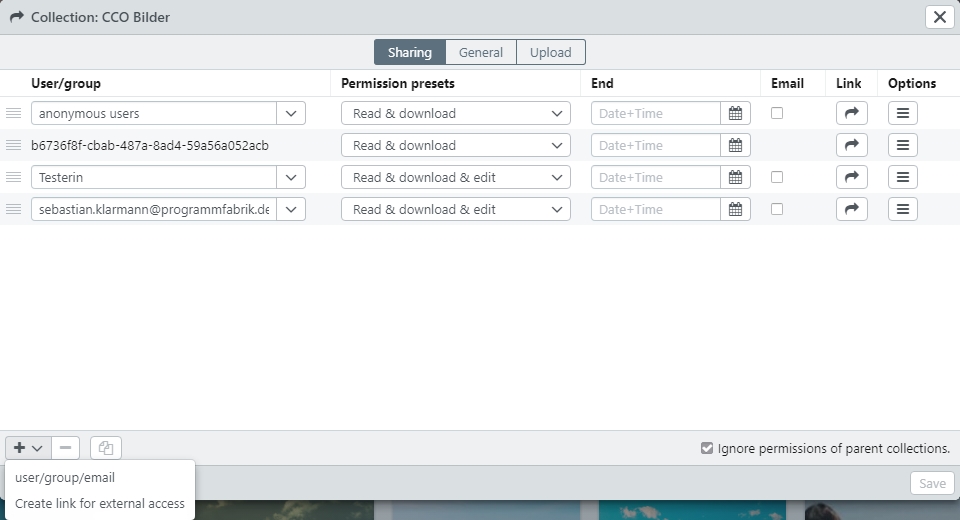 Collection: CCO Bilder
Sharing General Upload
User/group Permission presets End Email Link Options
anonymous users Read & download Date+Time
b6736f8f-cbab-487a-8ad4-59a56a052acb Read & download Date+Time
Testerin Read & download & edit Date+Time
sebastian.klarmann@programmfabrik.de Read & download & edit Date+Time
Ignore permissions of parent collections.
user/group/email
Create link for external access
Save